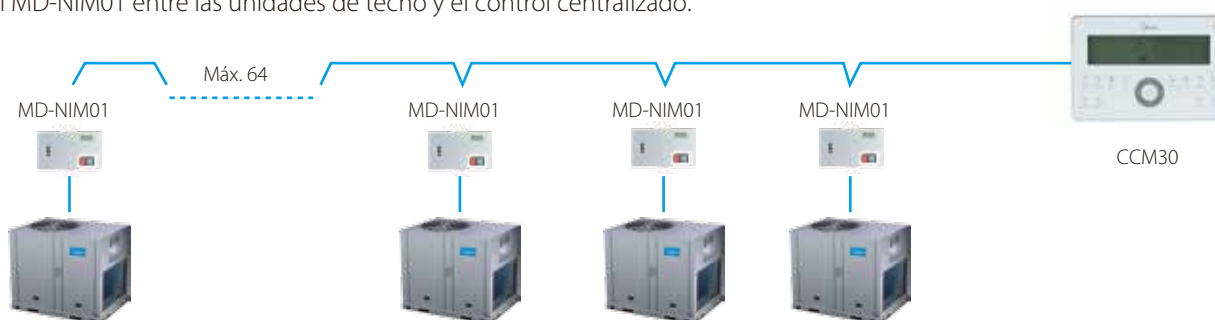 MD-NIM01 entre las unidades de techo y el control centralizado.
Máx. 64
MD-NIM01
MD-NIM01
MD-NIM01
MD-NIM01
CCM30